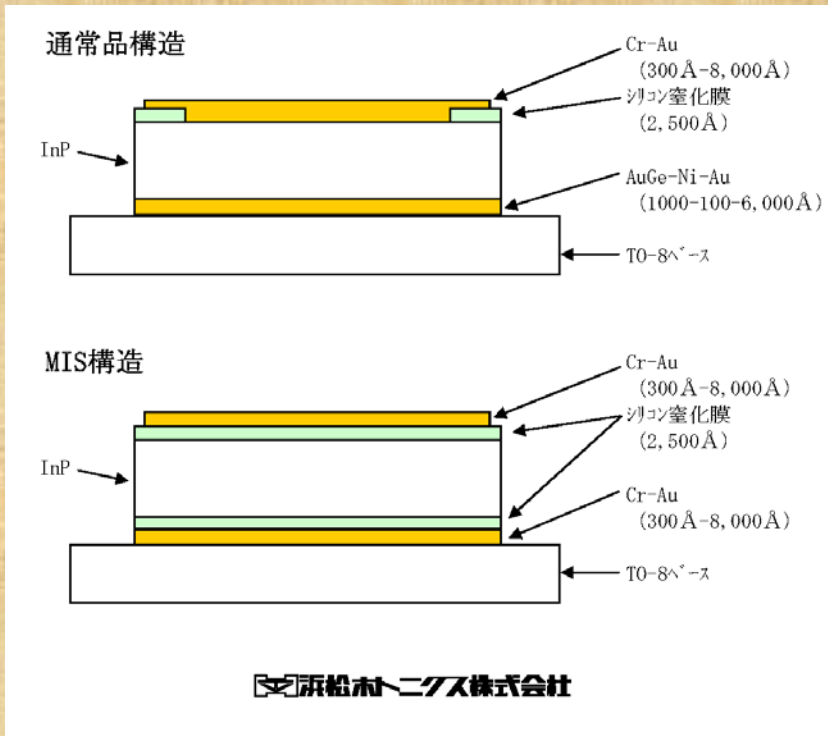 通常品構造
Cr-Au
(300Å-8,000Å)
ｼﾘｺﾝ窒化膜
(2,500Å)
InP
AuGe-Ni-Au
(1000-100-6,000Å)
TO-8ﾍﾞｰｽ
MIS構造
Cr-Au
(300Å-8,000Å)
ｼﾘｺﾝ窒化膜
(2,500Å)
InP
Cr-Au
(300Å-8,000Å)
TO-8ﾍﾞｰｽ
浜松ホトニクス株式会社